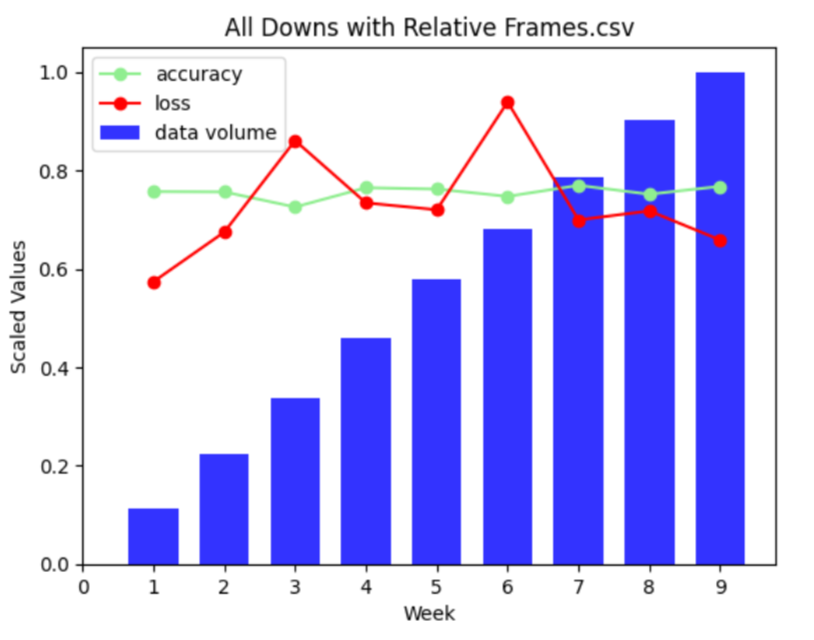 All Downs with Relative Frames.csv
accuracy
loss
data volume
1.0
0.8
0.6
0.4
0.2
0.0
Scaled Values
0 1 2 3 4 5 6 7 8 9
Week